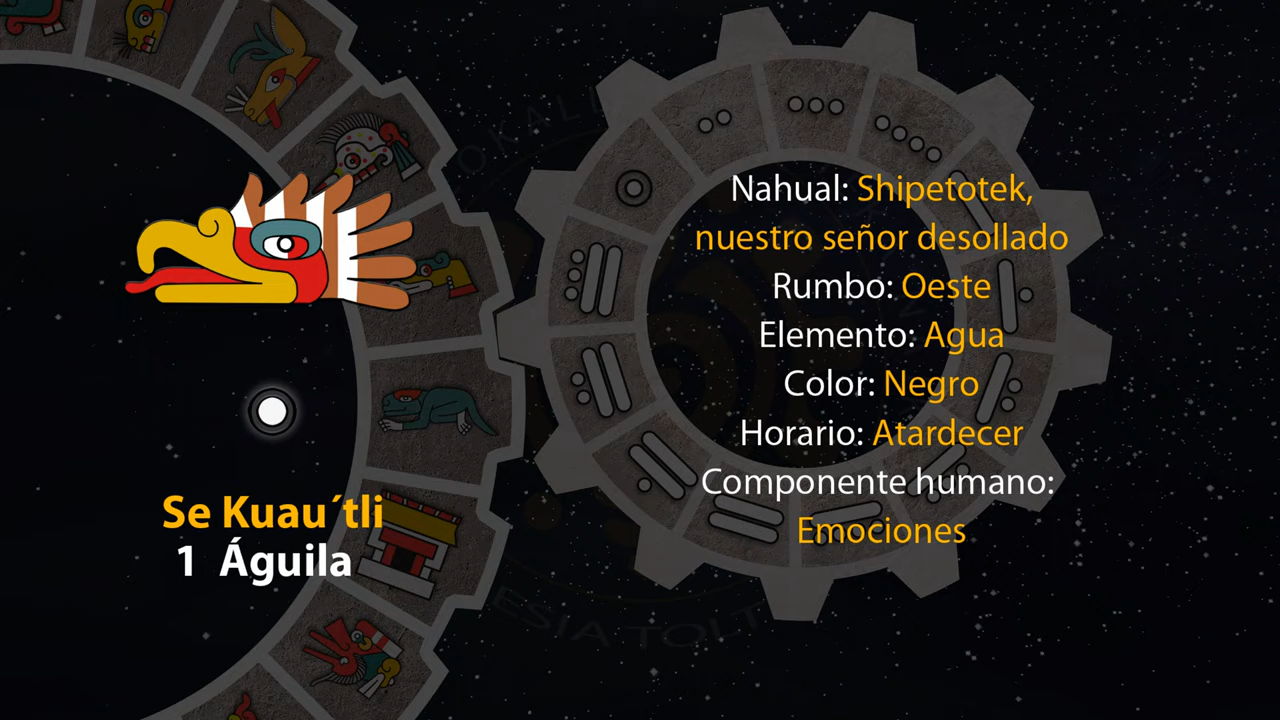 Nahual: Shipetotek,
nuestro señor desollado
Rumbo: Oeste
Elemento: Agua
Color: Negro
Horario: Atardecer
Componente humano:
Emociones
Se Kuau´tli
1 Águila